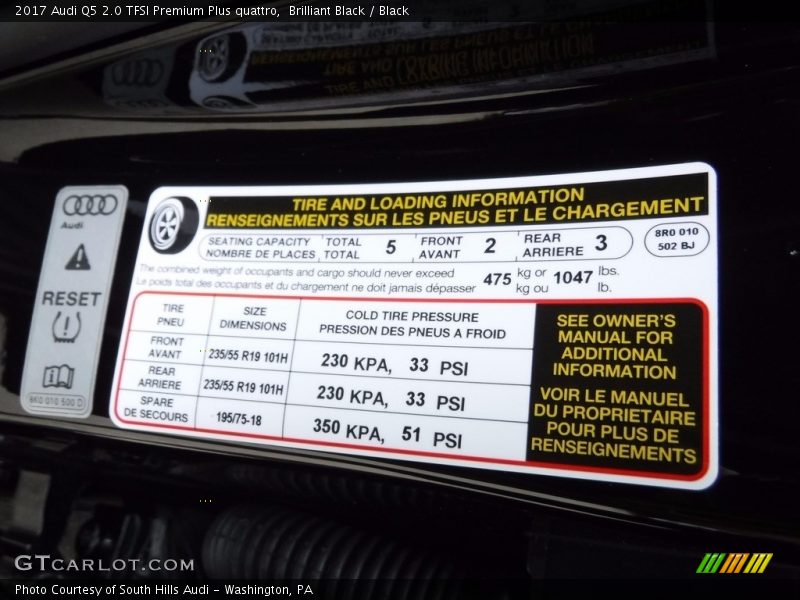 2017 Audi Q5 2.0 TFSI Premium Plus quattro, Brilliant Black / Black
TIRE AND LOADING INFORMATION
RENSEIGNEMENTS SUR LES PNEUS ET LE CHARGEMENT
SEATING CAPACITY TOTAL 5 FRONT 2 REAR 3
NOMBRE DE PLACES TOTAL AVANT ARRIERE
8R0 010
502 BJ
The combined weight of occupants and cargo should never exceed 475 kg or 1047 lbs.
Le poids total des occupants et du chargement ne doit jamais dépasser kg ou lb.
TIRE SIZE COLD TIRE PRESSURE
PNEU DIMENSIONS PRESSION DES PNEUS A FROID
FRONT
AVANT 235/55 R19 101H 230 KPA, 33 PSI
REAR
ARRIERE 235/55 R19 101H 230 KPA, 33 PSI
SPARE
DE SECOURS 195/75-18 350 KPA, 51 PSI
SEE OWNER'S
MANUAL FOR
ADDITIONAL
INFORMATION
VOIR LE MANUEL
DU PROPRIETAIRE
POUR PLUS DE
RENSEIGNEMENTS
Audi
RESET
8K0 010 500 D
GTCARLOT.COM
Photo Courtesy of South Hills Audi - Washington, PA